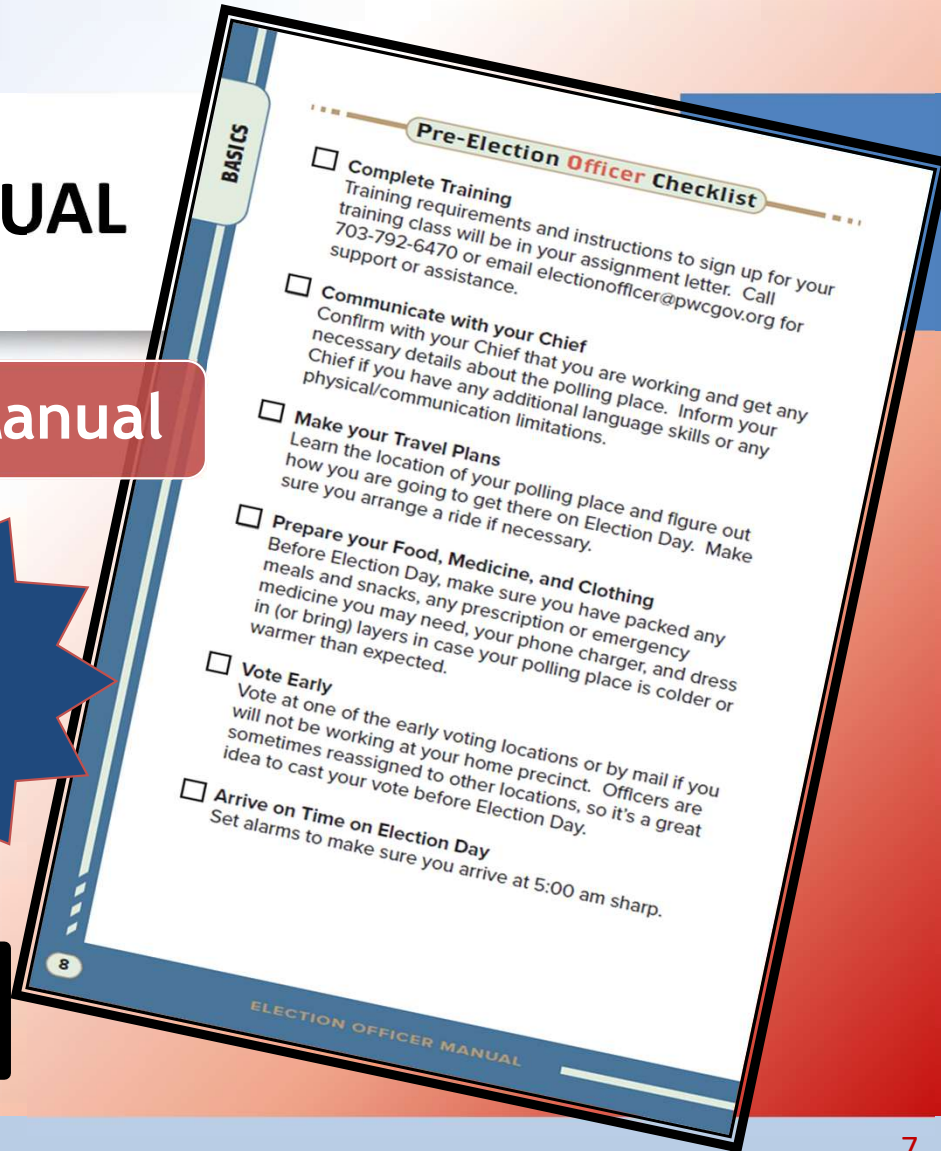 UAL
anual
BASICS
Pre-Election Officer Checklist
Complete Training
Training requirements and instructions to sign up for your
training class will be in your assignment letter. Call
703-792-6470 or email electionofficer@pwcgov.org for
support or assistance.
Communicate with your Chief
Confirm with your Chief that you are working and get any
necessary details about the polling place. Inform your
Chief if you have any additional language skills or any
physical/communication limitations.
Make your Travel Plans
Learn the location of your polling place and figure out
how you are going to get there on Election Day. Make
sure you arrange a ride if necessary.
Prepare your Food, Medicine, and Clothing
Before Election Day, make sure you have packed any
meals and snacks, any prescription or emergency
medicine you may need, your phone charger, and dress
in (or bring) layers in case your polling place is colder or
warmer than expected.
Vote Early
Vote at one of the early voting locations or by mail if you
will not be working at your home precinct. Officers are
sometimes reassigned to other locations, so it's a great
idea to cast your vote before Election Day.
Arrive on Time on Election Day
Set alarms to make sure you arrive at 5:00 am sharp.
8
ELECTION OFFICER MANUAL
7